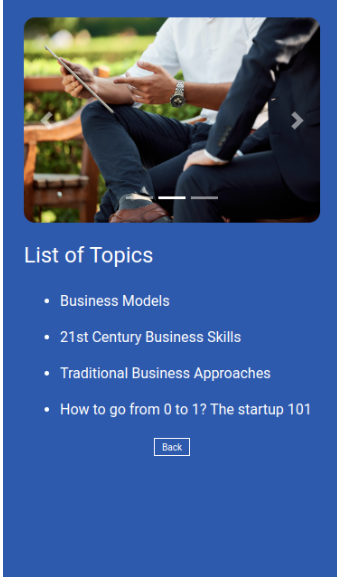 List of Topics
Business Models
21st Century Business Skills
Traditional Business Approaches
How to go from 0 to 1? The startup 101
Back